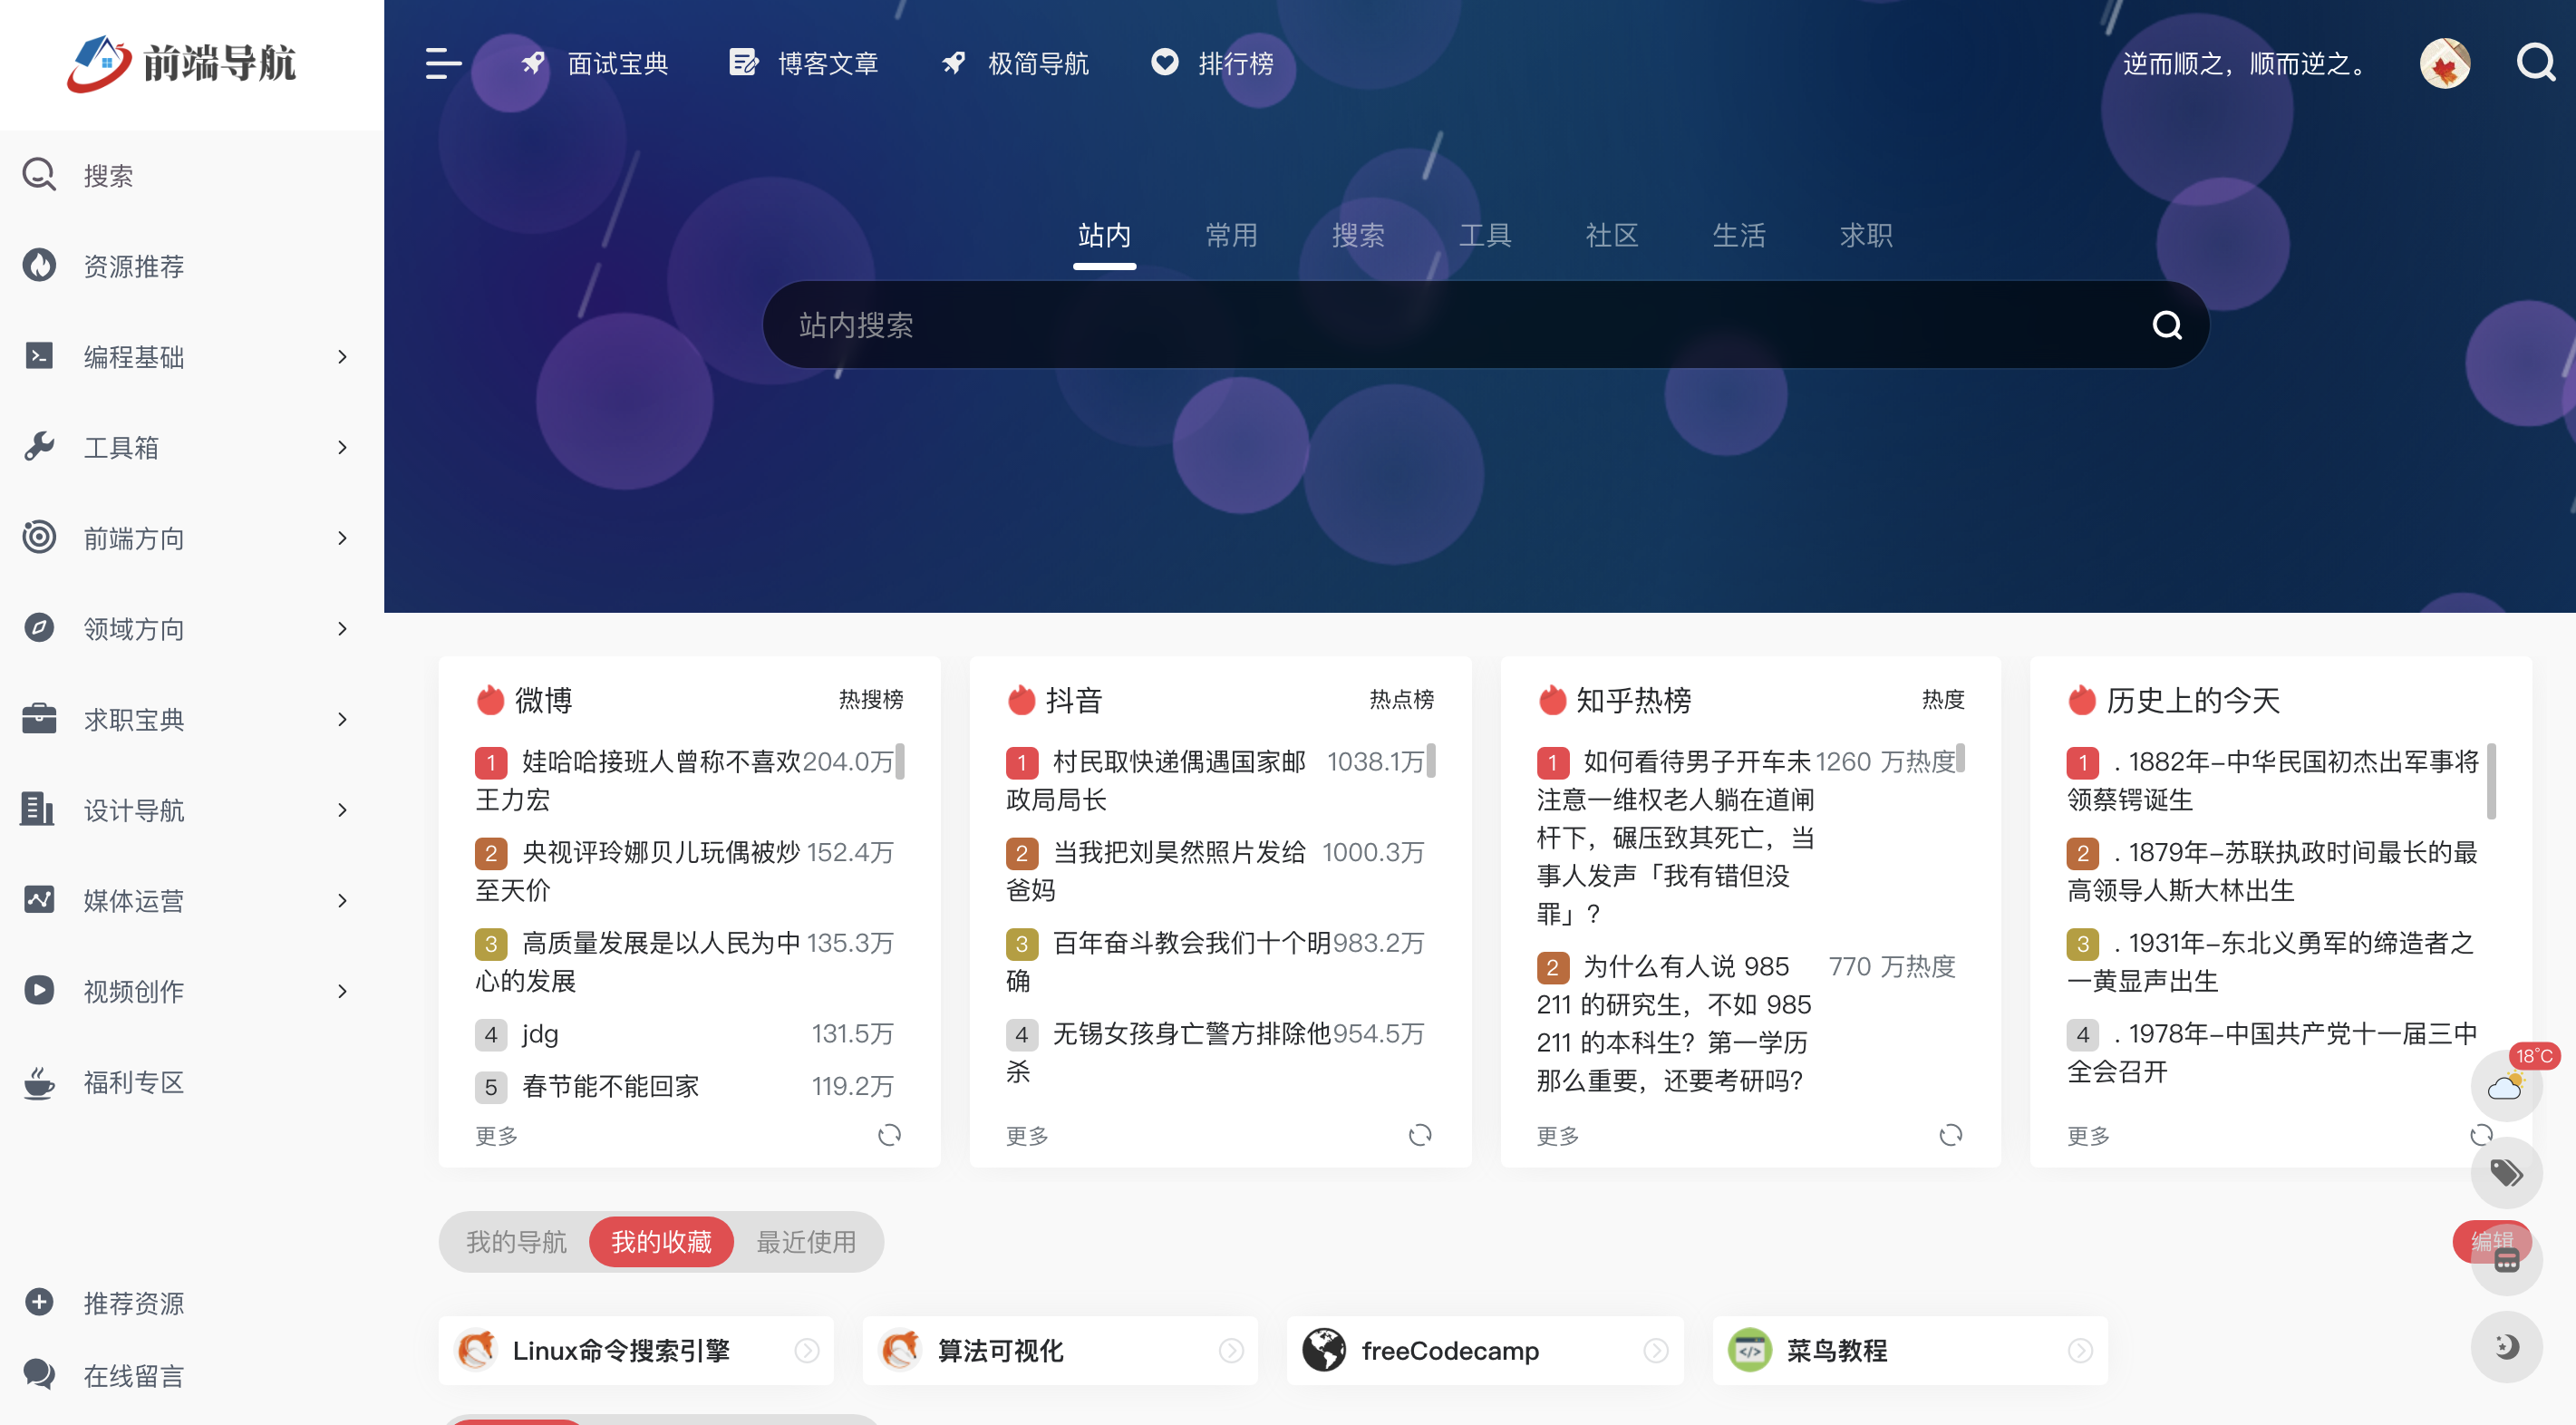 前端导航
搜索
资源推荐
编程基础
工具箱
前端方向
领域方向
求职宝典
设计导航
媒体运营
视频创作
福利专区
推荐资源
在线留言
面试宝典 博客文章 极简导航 排行榜
逆而顺之，顺而逆之。
站内 常用 搜索 工具 社区 生活 求职
站内搜索
微博 热搜榜
1 娃哈哈接班人曾称不喜欢 204.0万
王力宏
2 央视评玲娜贝儿玩偶被炒 152.4万
至天价
3 高质量发展是以人民为中 135.3万
心的发展
4 jdg 131.5万
5 春节能不能回家 119.2万
更多
抖音 热点榜
1 村民取快递偶遇国家邮 1038.1万
政局局长
2 当我把刘昊然照片发给 1000.3万
爸妈
3 百年奋斗教会我们十个明 983.2万
确
4 无锡女孩身亡警方排除他 954.5万
杀
更多
知乎热榜 热度
1 如何看待男子开车未 1260 万热度
注意一维权老人躺在道闸
杆下，碾压致其死亡，当
事人发声「我有错但没
罪」？
2 为什么有人说 985 770 万热度
211 的研究生，不如 985
211 的本科生？第一学历
那么重要，还要考研吗？
更多
历史上的今天
1 . 1882年-中华民国初杰出军事将
领蔡锷诞生
2 . 1879年-苏联执政时间最长的最
高领导人斯大林出生
3 . 1931年-东北义勇军的缔造者之
一黄显声出生
4 . 1978年-中国共产党十一届三中
全会召开
更多
18°C
我的导航 我的收藏 最近使用
编辑
Linux命令搜索引擎 算法可视化 freeCodecamp 菜鸟教程